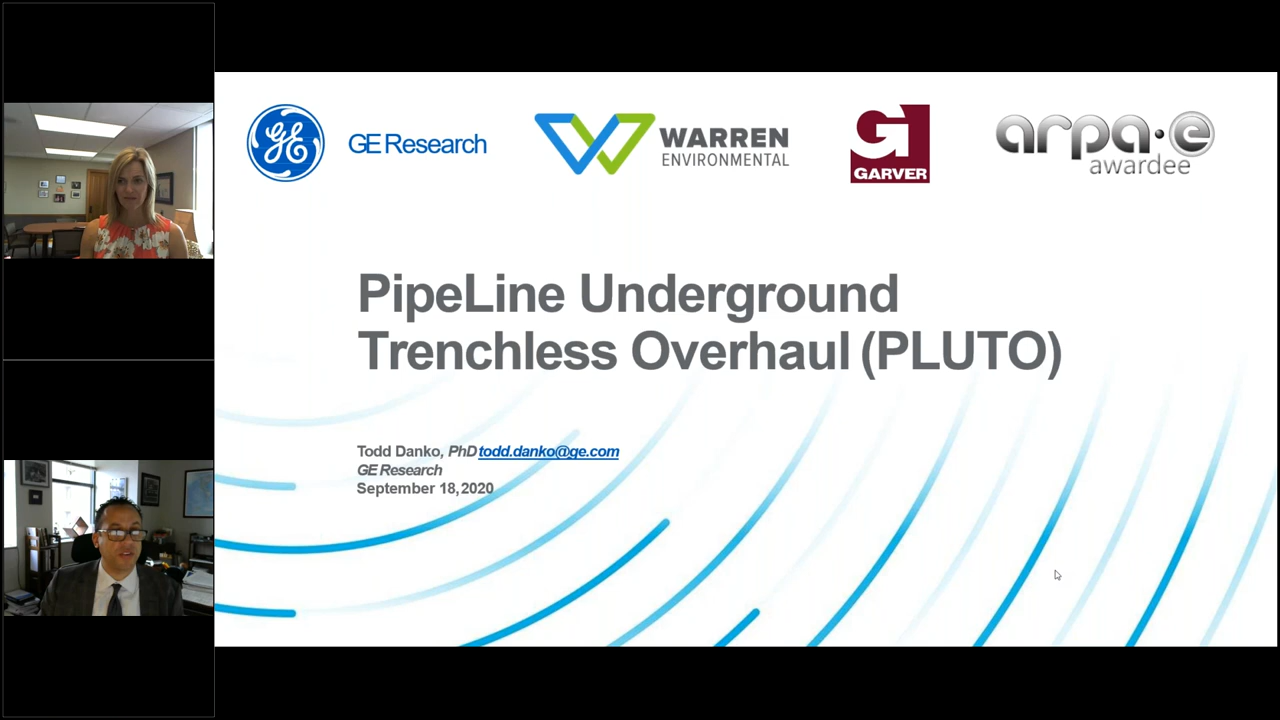 GE
GE Research
WARREN
ENVIRONMENTAL
G
GARVER
arpa·e
awardee
PipeLine Underground
Trenchless Overhaul (PLUTO)
Todd Danko, PhD todd.danko@ge.com
GE Research
September 18, 2020